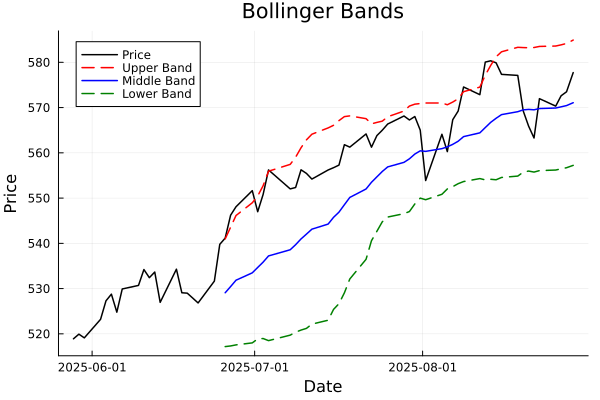 Bollinger Bands
Price
Upper Band
Middle Band
Lower Band
Price
580
570
560
550
540
530
520
2025-06-01 2025-07-01 2025-08-01
Date